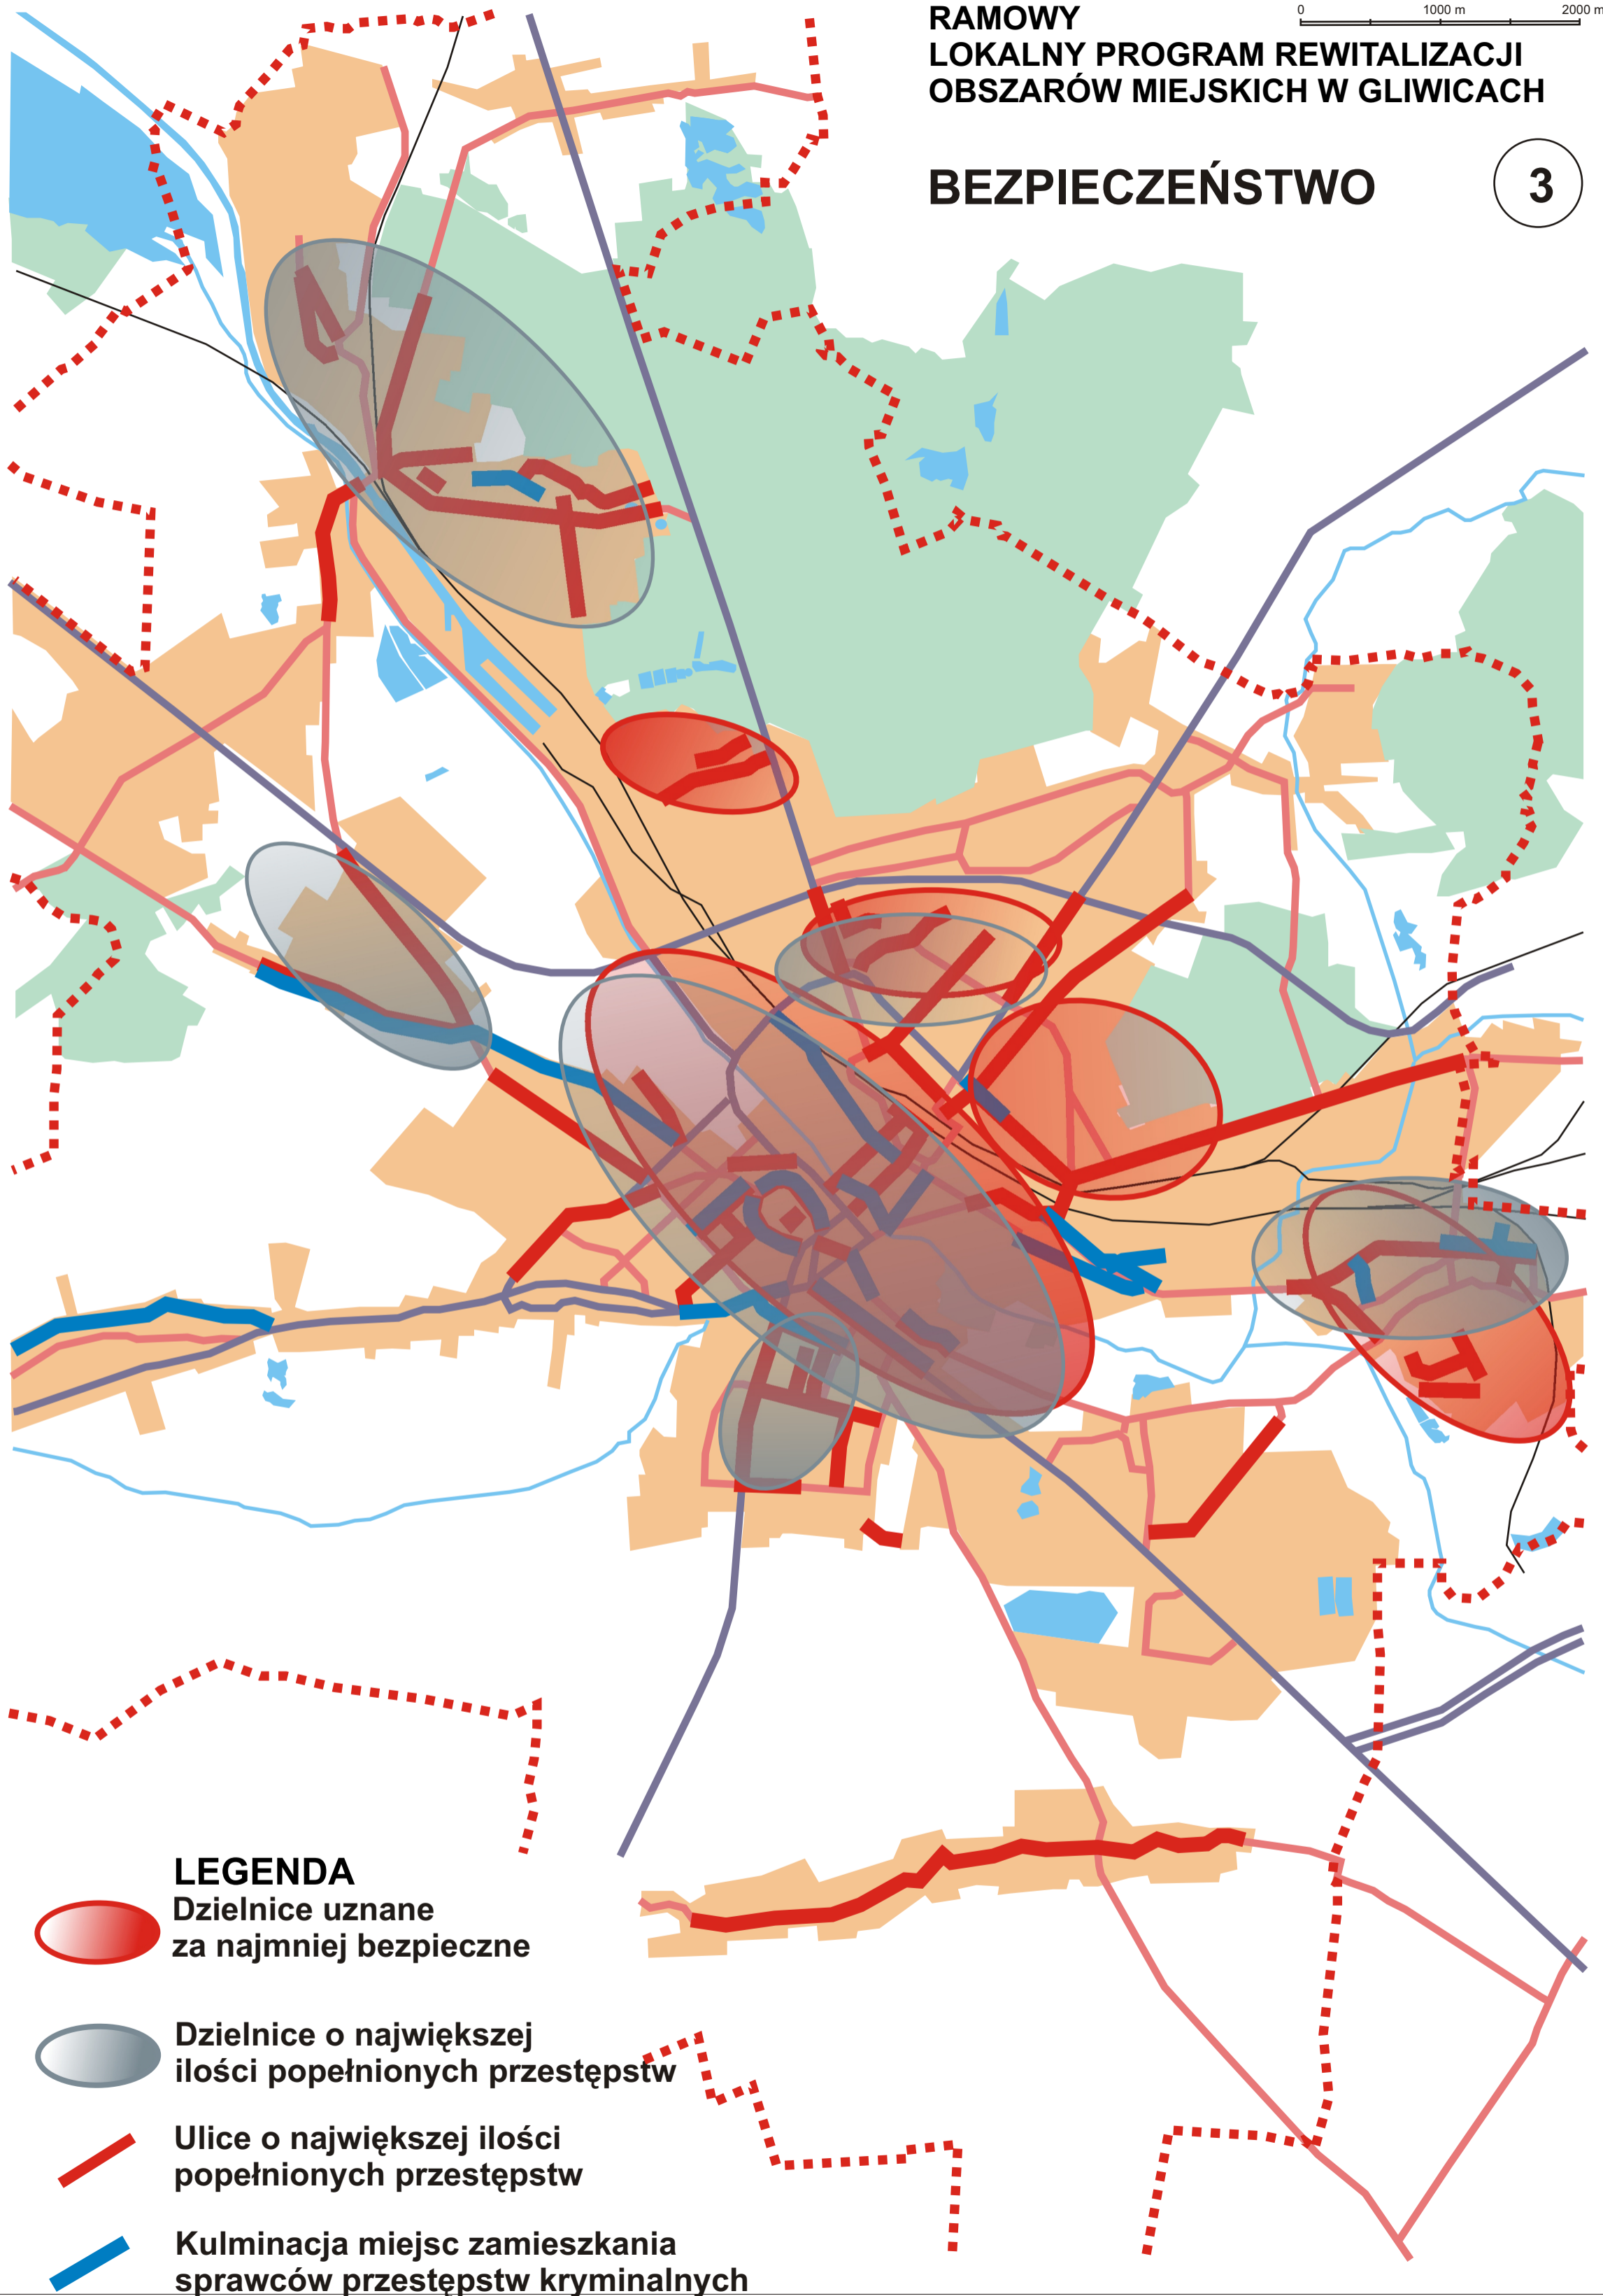 RAMOWY
LOKALNY PROGRAM REWITALIZACJI
OBSZARÓW MIEJSKICH W GLIWICACH
0 1000 m 2000 m
BEZPIECZEŃSTWO
3
LEGENDA
Dzielnice uznane
za najmniej bezpieczne
Dzielnice o największej
ilości popełnionych przestępstw
Ulice o największej ilości
popełnionych przestępstw
Kulminacja miejsc zamieszkania
sprawców przestępstw kryminalnych